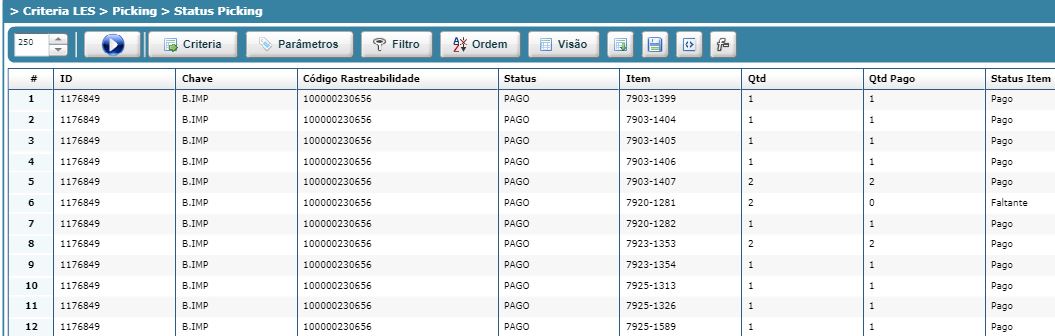 > Criteria LES > Picking > Status Picking
250 Criteria Parâmetros Filtro Ordem Visão
# ID Chave Código Rastreabilidade Status Item Qtd Qtd Pago Status Item
1 1176849 B.IMP 100000230656 PAGO 7903-1399 1 1 Pago
2 1176849 B.IMP 100000230656 PAGO 7903-1404 1 1 Pago
3 1176849 B.IMP 100000230656 PAGO 7903-1405 1 1 Pago
4 1176849 B.IMP 100000230656 PAGO 7903-1406 1 1 Pago
5 1176849 B.IMP 100000230656 PAGO 7903-1407 2 2 Pago
6 1176849 B.IMP 100000230656 PAGO 7920-1281 2 0 Faltante
7 1176849 B.IMP 100000230656 PAGO 7920-1282 1 1 Pago
8 1176849 B.IMP 100000230656 PAGO 7923-1353 2 2 Pago
9 1176849 B.IMP 100000230656 PAGO 7923-1354 1 1 Pago
10 1176849 B.IMP 100000230656 PAGO 7925-1313 1 1 Pago
11 1176849 B.IMP 100000230656 PAGO 7925-1326 1 1 Pago
12 1176849 B.IMP 100000230656 PAGO 7925-1589 1 1 Pago